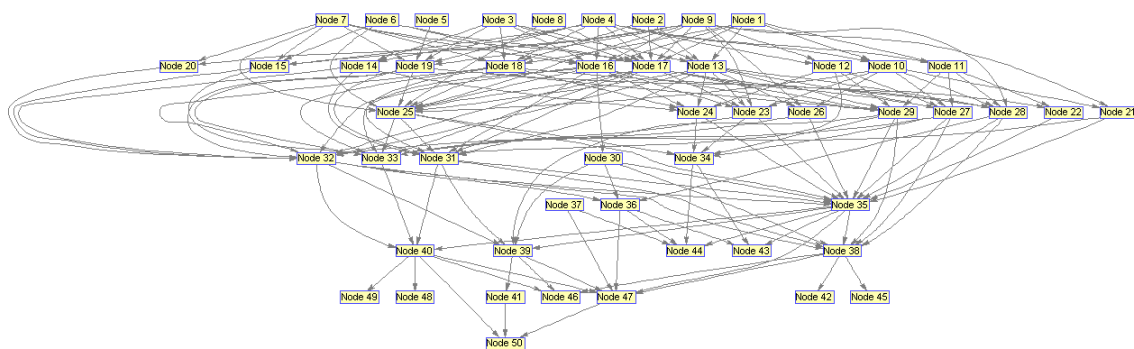 Node 7 Node 6 Node 5 Node 3 Node 8 Node 4 Node 2 Node 9 Node 1
Node 20 Node 15 Node 14 Node 19 Node 18 Node 16 Node 17 Node 13 Node 12 Node 10 Node 11
Node 25 Node 24 Node 23 Node 26 Node 29 Node 27 Node 28 Node 22 Node 21
Node 32 Node 33 Node 31 Node 30 Node 34
Node 37 Node 36 Node 35
Node 40 Node 39 Node 44 Node 43 Node 38
Node 49 Node 48 Node 41 Node 46 Node 47 Node 42 Node 45
Node 50